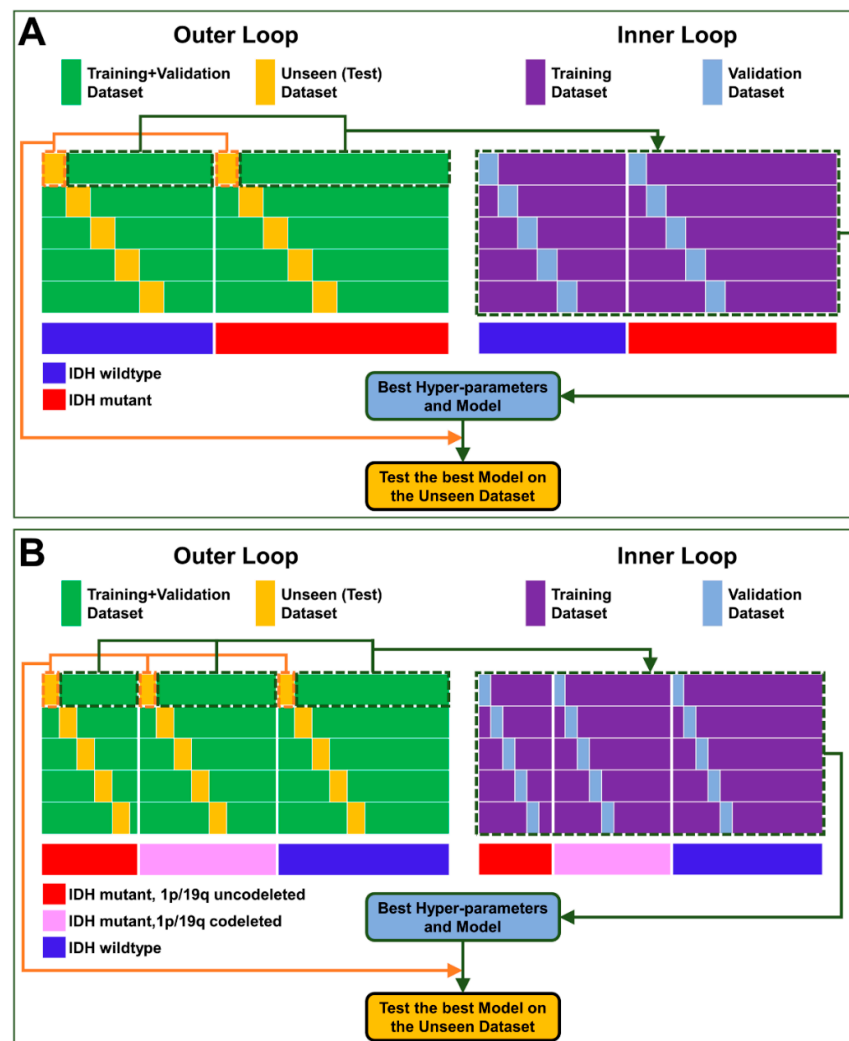 A
Outer Loop
Inner Loop
Training+Validation
Dataset
Unseen (Test)
Dataset
Training
Dataset
Validation
Dataset
IDH wildtype
IDH mutant
Best Hyper-parameters
and Model
Test the best Model on
the Unseen Dataset
B
Outer Loop
Inner Loop
Training+Validation
Dataset
Unseen (Test)
Dataset
Training
Dataset
Validation
Dataset
IDH mutant, 1p/19q uncodeleted
IDH mutant,1p/19q codeleted
IDH wildtype
Best Hyper-parameters
and Model
Test the best Model on
the Unseen Dataset